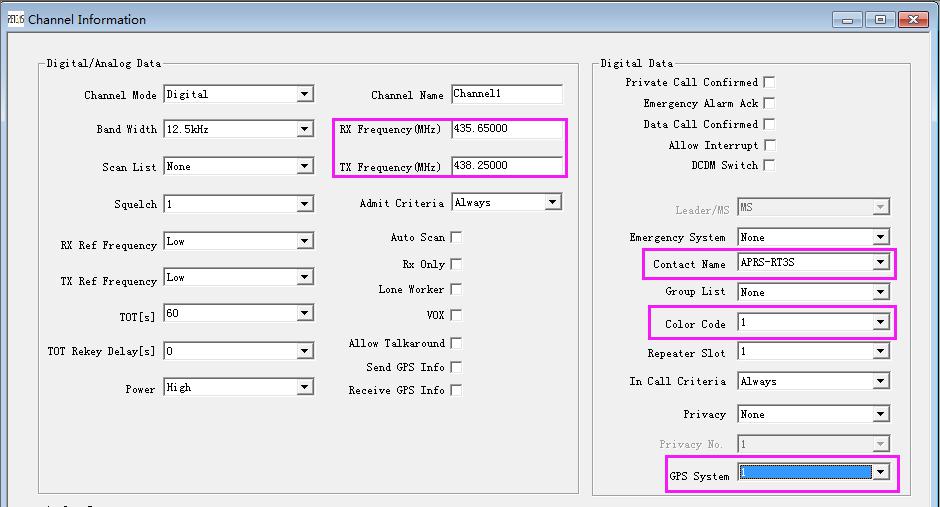 Channel Information
Digital/Analog Data
Channel Mode Digital
Band Width 12.5kHz
Scan List None
Squelch 1
RX Ref Frequency Low
TX Ref Frequency Low
TOT[s] 60
TOT Rekey Delay[s] 0
Power High
Channel Name Channel1
RX Frequency(MHz) 435.65000
TX Frequency(MHz) 438.25000
Admit Criteria Always
Auto Scan
Rx Only
Lone Worker
VOX
Allow Talkaround
Send GPS Info
Receive GPS Info
Digital Data
Private Call Confirmed
Emergency Alarm Ack
Data Call Confirmed
Allow Interrupt
DCDM Switch
Leader/MS MS
Emergency System None
Contact Name APRS-RT3S
Group List None
Color Code 1
Repeater Slot 1
In Call Criteria Always
Privacy None
Privacy No. 1
GPS System 1